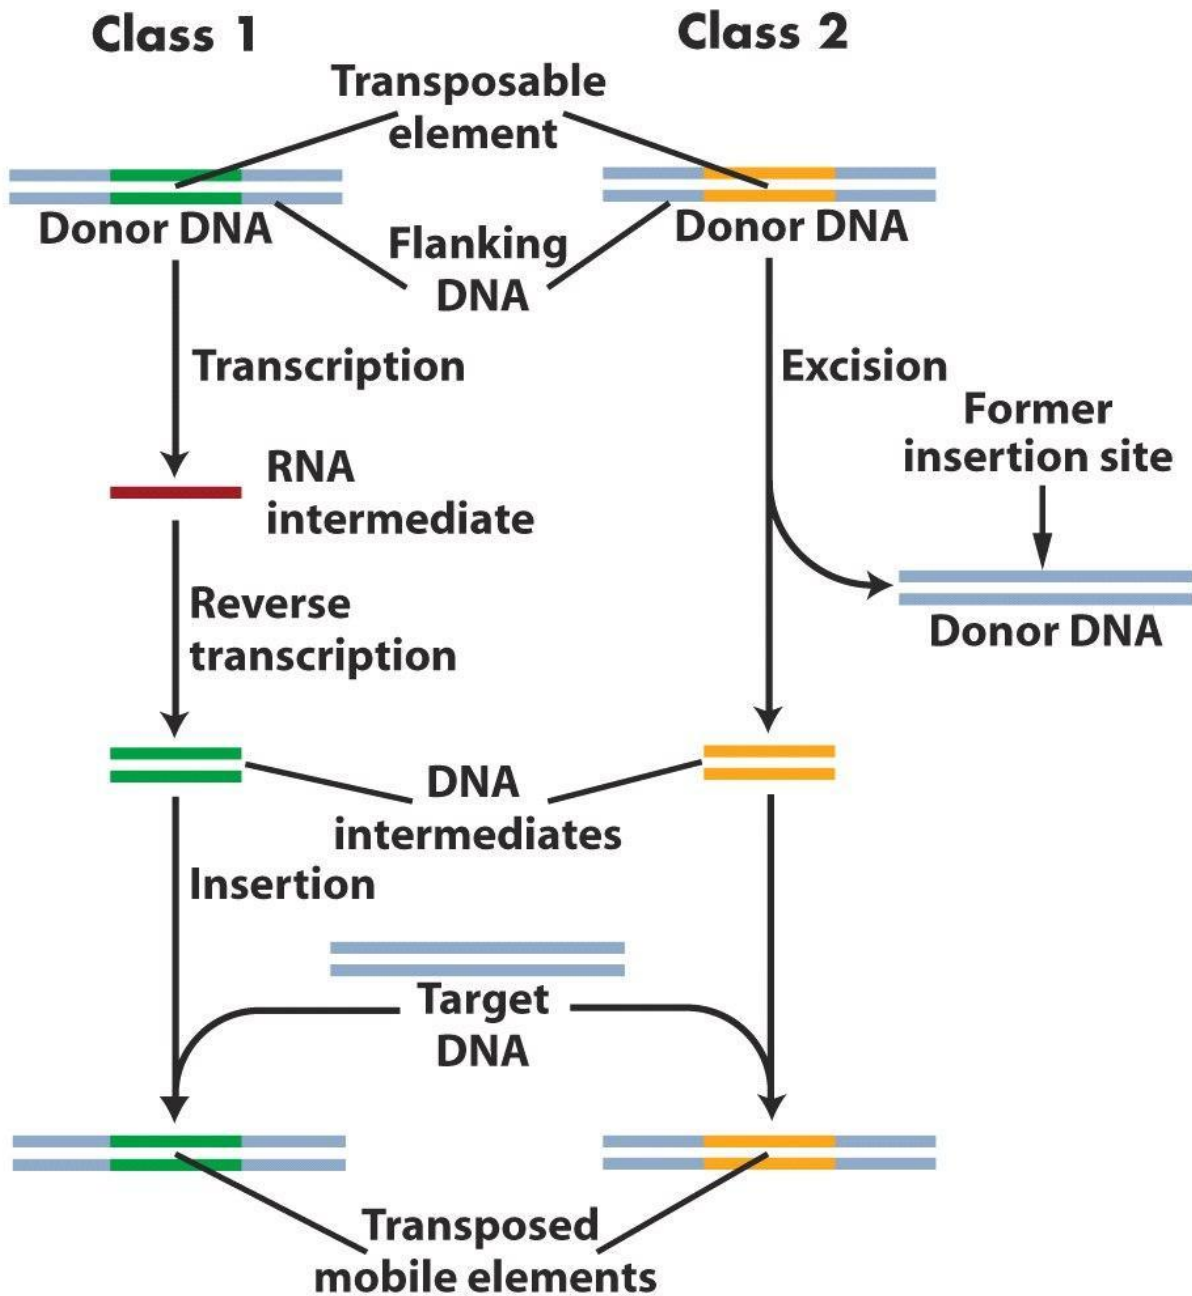 Class 1
Class 2
Transposable
element
Donor DNA
Donor DNA
Flanking
DNA
Transcription
Excision
Former
insertion site
RNA
intermediate
Reverse
transcription
Donor DNA
DNA
intermediates
Insertion
Target
DNA
Transposed
mobile elements